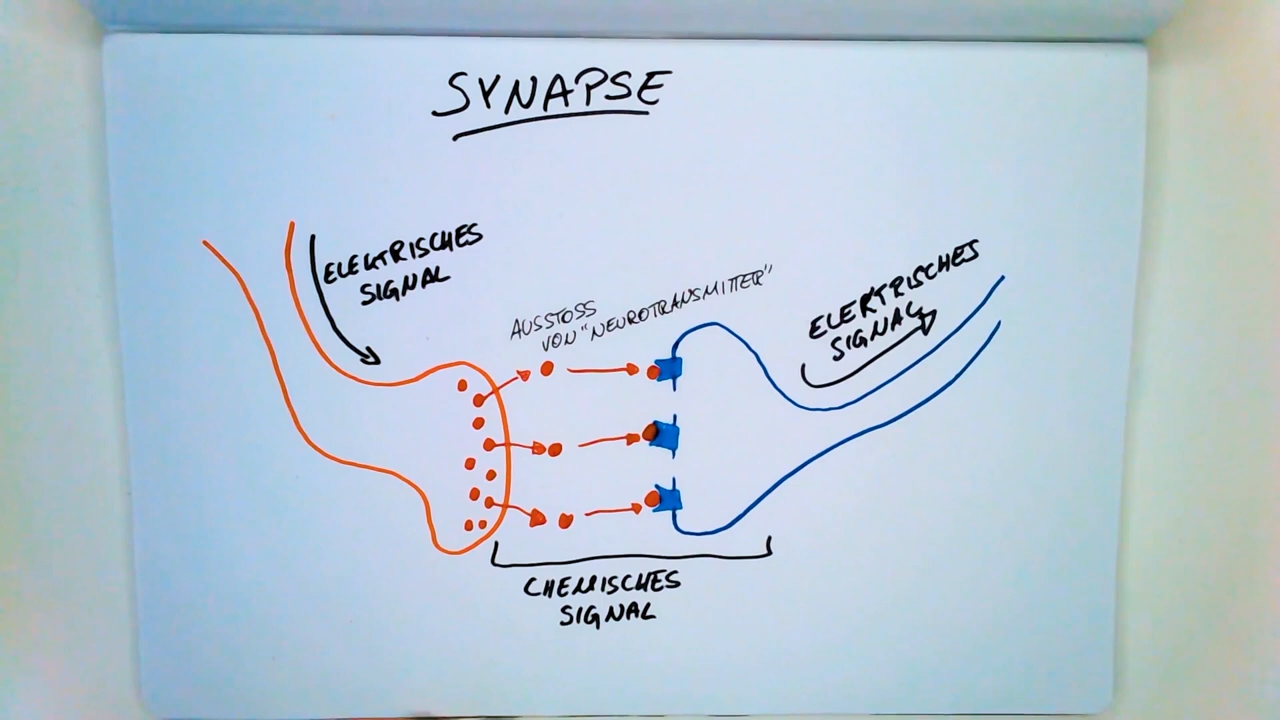 SYNAPSE
ELEKTRISCHES
SIGNAL
AUSSTOSS
VON "NEUROTRANSMITTER"
ELEKTRISCHES
SIGNAL
CHEMISCHES
SIGNAL